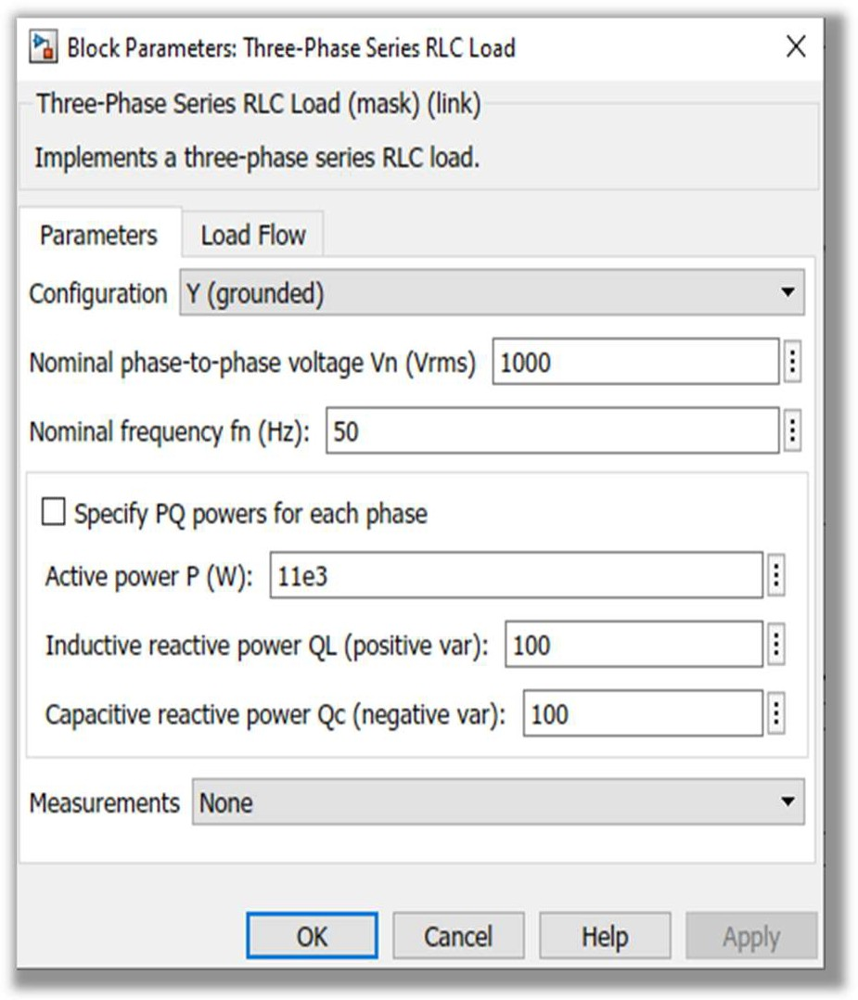 Block Parameters: Three-Phase Series RLC Load
Three-Phase Series RLC Load (mask) (link)
Implements a three-phase series RLC load.
Parameters Load Flow
Configuration Y (grounded)
Nominal phase-to-phase voltage Vn (Vrms) 1000
Nominal frequency fn (Hz): 50
Specify PQ powers for each phase
Active power P (W): 11e3
Inductive reactive power QL (positive var): 100
Capacitive reactive power Qc (negative var): 100
Measurements None
OK Cancel Help Apply